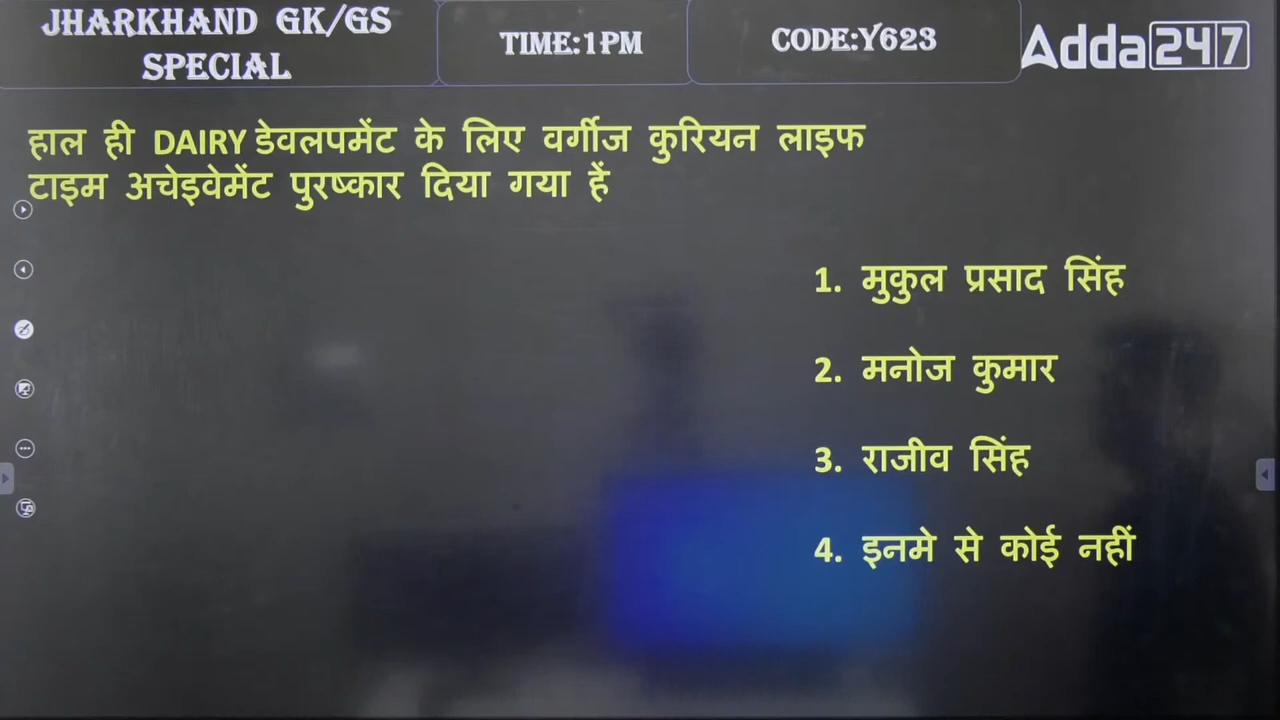 JHARKHAND GK/GS
SPECIAL
TIME:1PM
CODE:Y623
Adda247
हाल ही DAIRY डेवलपमेंट के लिए वर्गीज कुरियन लाइफ
टाइम अचेइवेमेंट पुरष्कार दिया गया हें
1. मुकुल प्रसाद सिंह
2. मनोज कुमार
3. राजीव सिंह
4. इनमे से कोई नहीं